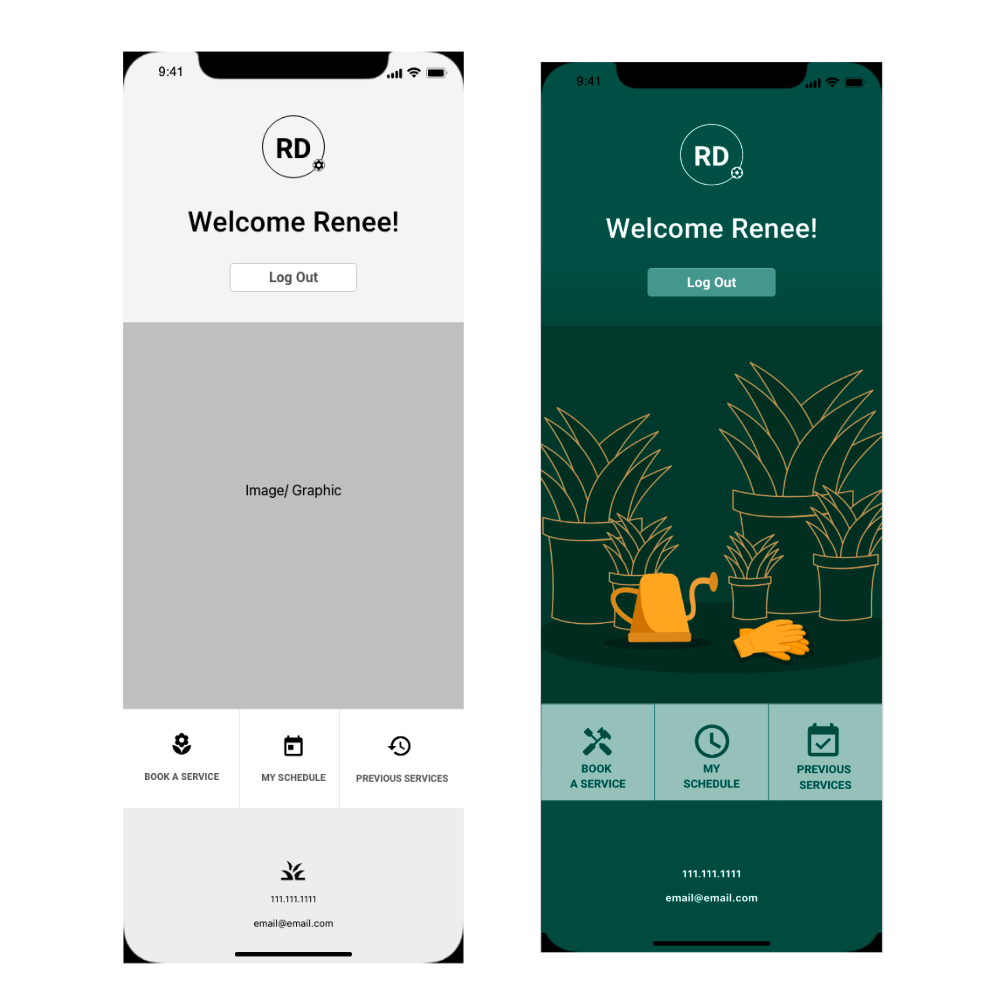 9:41
RD
Welcome Renee!
Log Out
Image/ Graphic
BOOK A SERVICE
MY SCHEDULE
PREVIOUS SERVICES
111.111.1111
email@email.com
9:41
RD
Welcome Renee!
Log Out
BOOK
A SERVICE
MY
SCHEDULE
PREVIOUS
SERVICES
111.111.1111
email@email.com